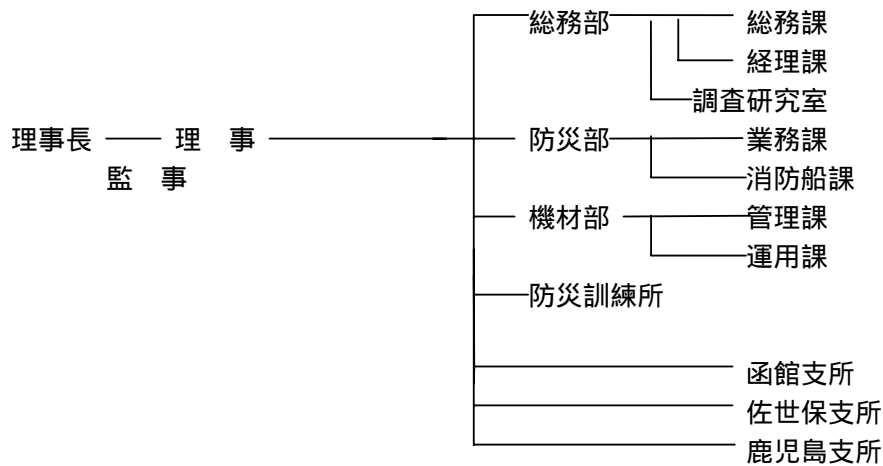 総務部 総務課
経理課
調査研究室
理事長 理 事 防災部 業務課
監 事 消防船課
機材部 管理課
運用課
防災訓練所
函館支所
佐世保支所
鹿児島支所